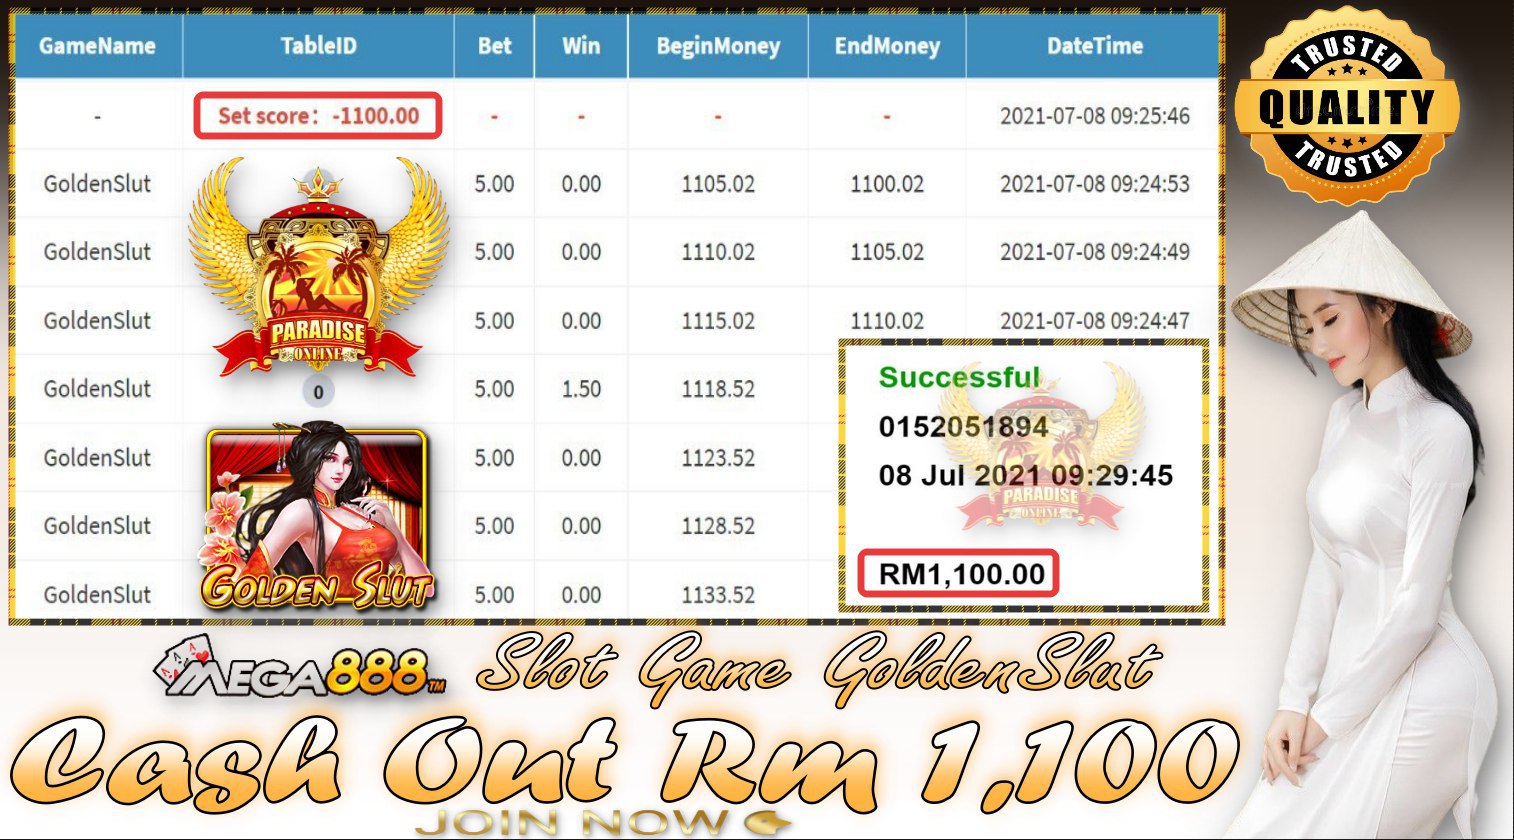 GameName TableID Bet Win BeginMoney EndMoney DateTime
- Set score: -1100.00 - - - - 2021-07-08 09:25:46
GoldenSlut 5.00 0.00 1105.02 1100.02 2021-07-08 09:24:53
GoldenSlut 5.00 0.00 1110.02 1105.02 2021-07-08 09:24:49
GoldenSlut 5.00 0.00 1115.02 1110.02 2021-07-08 09:24:47
GoldenSlut 0 5.00 1.50 1118.52
GoldenSlut 5.00 0.00 1123.52
GoldenSlut 5.00 0.00 1128.52
GoldenSlut 5.00 0.00 1133.52
PARADISE
ONLINE
GOLDEN SLUT
Successful
0152051894
08 Jul 2021 09:29:45
PARADISE
ONLINE
RM1,100.00
TRUSTED
QUALITY
TRUSTED
MEGA888 TM
Slot Game GoldenSlut
Cash Out Rm 1,100
JOIN NOW